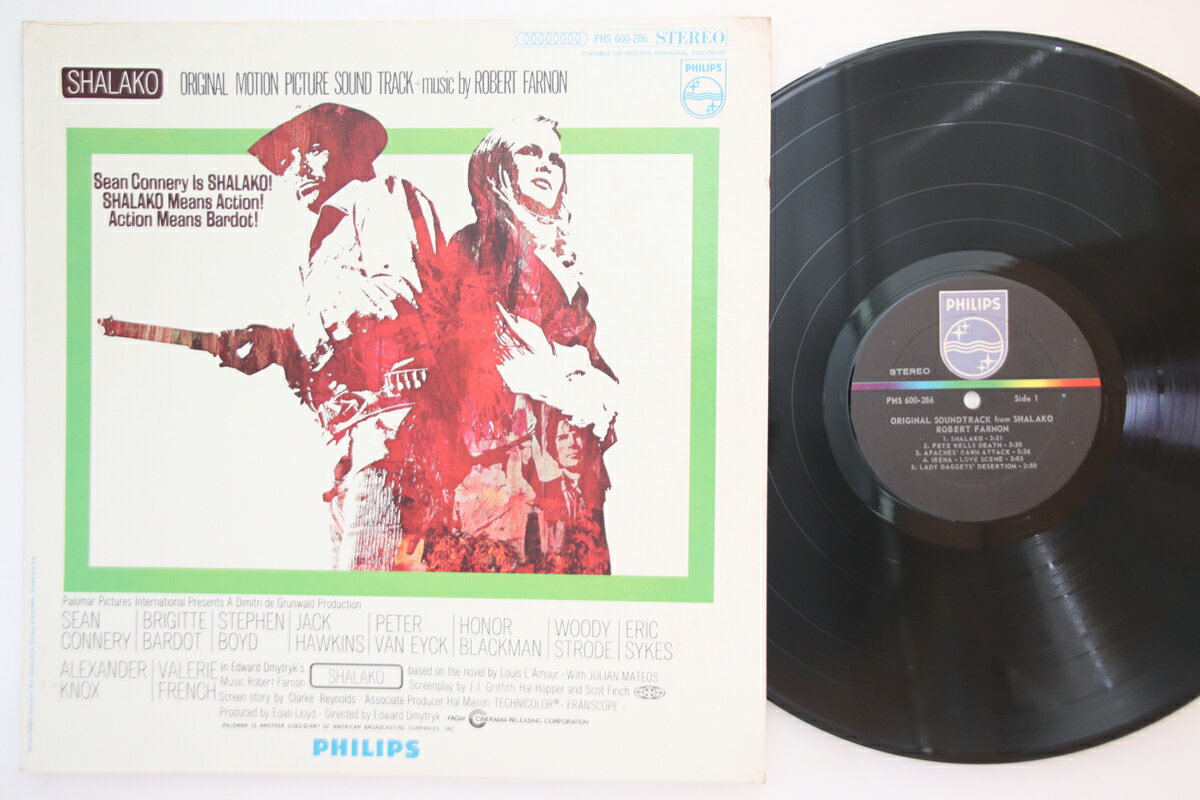 PHS 600-286 STEREO
PLAYABLE ON MODERN MONAURAL EQUIPMENT
PHILIPS
SHALAKO ORIGINAL MOTION PICTURE SOUND TRACK • music by ROBERT FARNON
Sean Connery Is SHALAKO!
SHALAKO Means Action!
Action Means Bardot!
Palomar Pictures International Presents A Dimitri de Grunwald Production
SEAN CONNERY
BRIGITTE BARDOT
STEPHEN BOYD
JACK HAWKINS
PETER VAN EYCK
HONOR BLACKMAN
WOODY STRODE
ERIC SYKES
ALEXANDER KNOX
VALERIE FRENCH
in Edward Dmytryk's
SHALAKO
based on the novel by Louis L'Amour • With JULIAN MATEOS
Music Robert Farnon
Screenplay by J.J. Griffith, Hal Hopper and Scot Finch
Screen story by Clarke Reynolds • Associate Producer Hal Mason TECHNICOLOR® • FRANSCOPE •
Produced by Euan Lloyd • Directed by Edward Dmytryk FROM CINERAMA RELEASING CORPORATION
PALOMAR IS ANOTHER SUBSIDIARY OF AMERICAN BROADCASTING COMPANIES, INC
PHILIPS
PHILIPS
STEREO
PHS 600-286 Side 1
ORIGINAL SOUNDTRACK from SHALAKO
ROBERT FARNON
1. SHALAKO - 3:21
2. PETE WELLS DEATH - 2:30
3. APACHES' DAWN ATTACK - 5:26
4. IRENA - LOVE SCENE - 3:03
5. LADY DAGGETS' DESERTION - 2:50